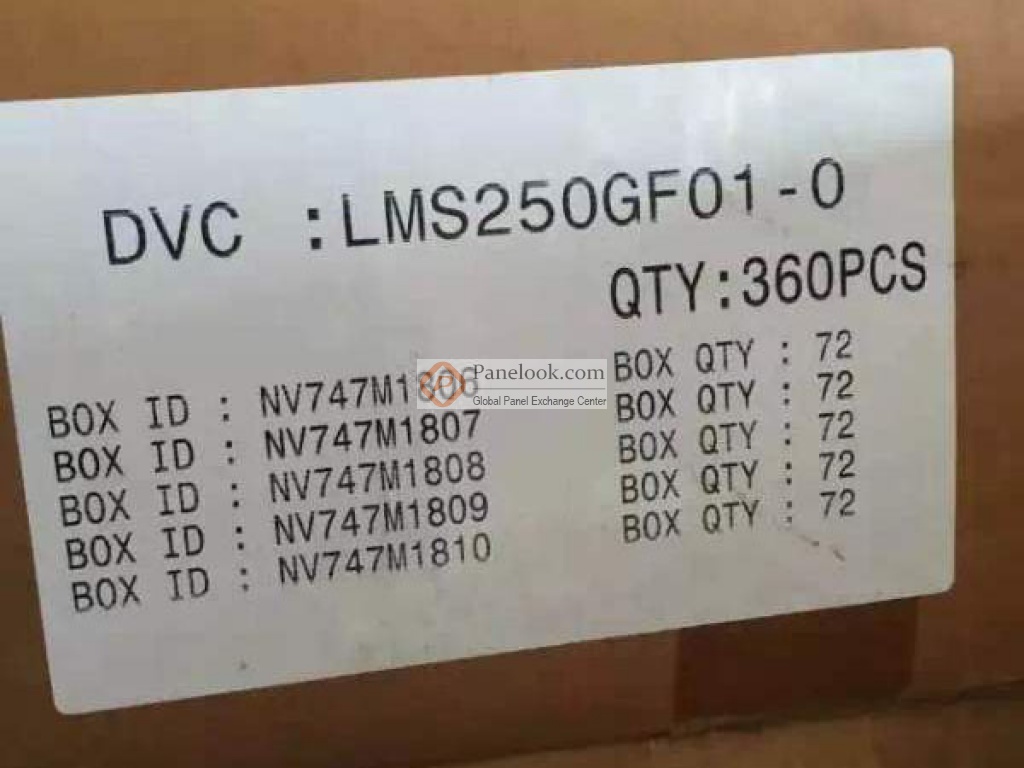 DVC : LMS250GF01-0
QTY:360PCS
BOX ID : NV747M1806 BOX QTY : 72
BOX ID : NV747M1807 BOX QTY : 72
BOX ID : NV747M1808 BOX QTY : 72
BOX ID : NV747M1809 BOX QTY : 72
BOX ID : NV747M1810 BOX QTY : 72
Panelook.com
Global Panel Exchange Center